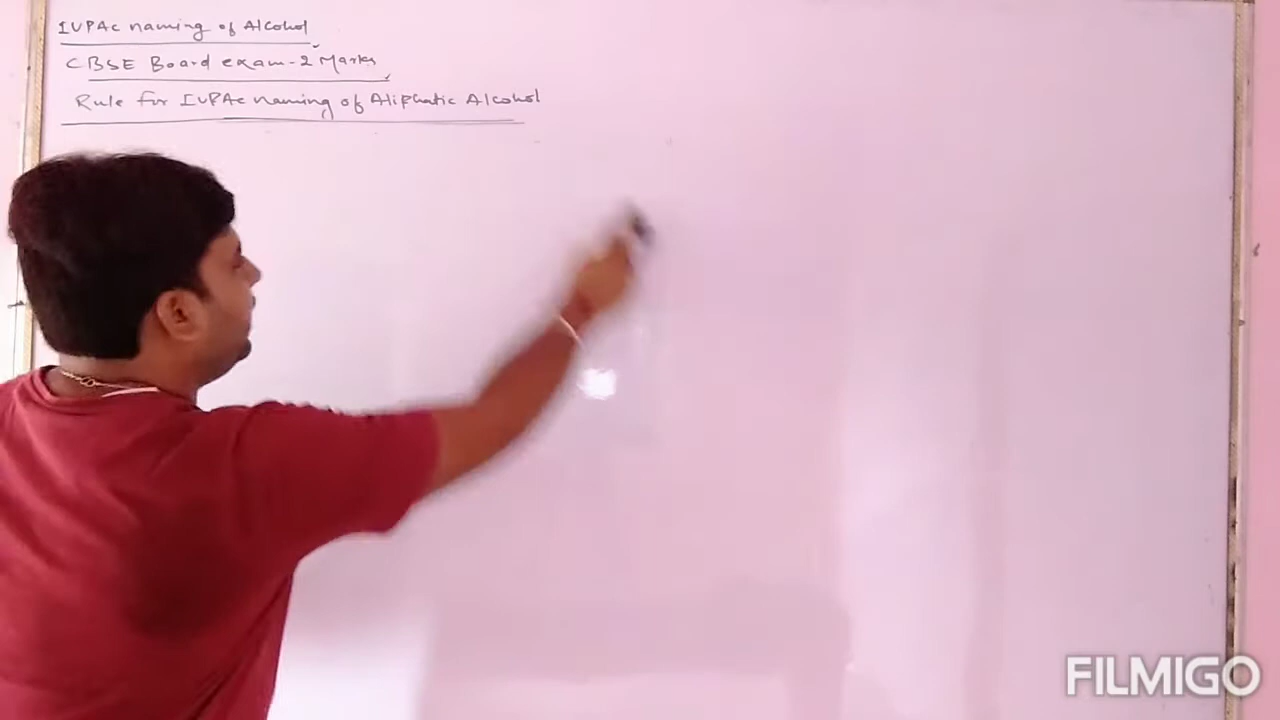 IUPAC naming of Alcohol
CBSE Board exam-2 Marks
Rule for IUPAC naming of Aliphatic Alcohol
FILMIGO